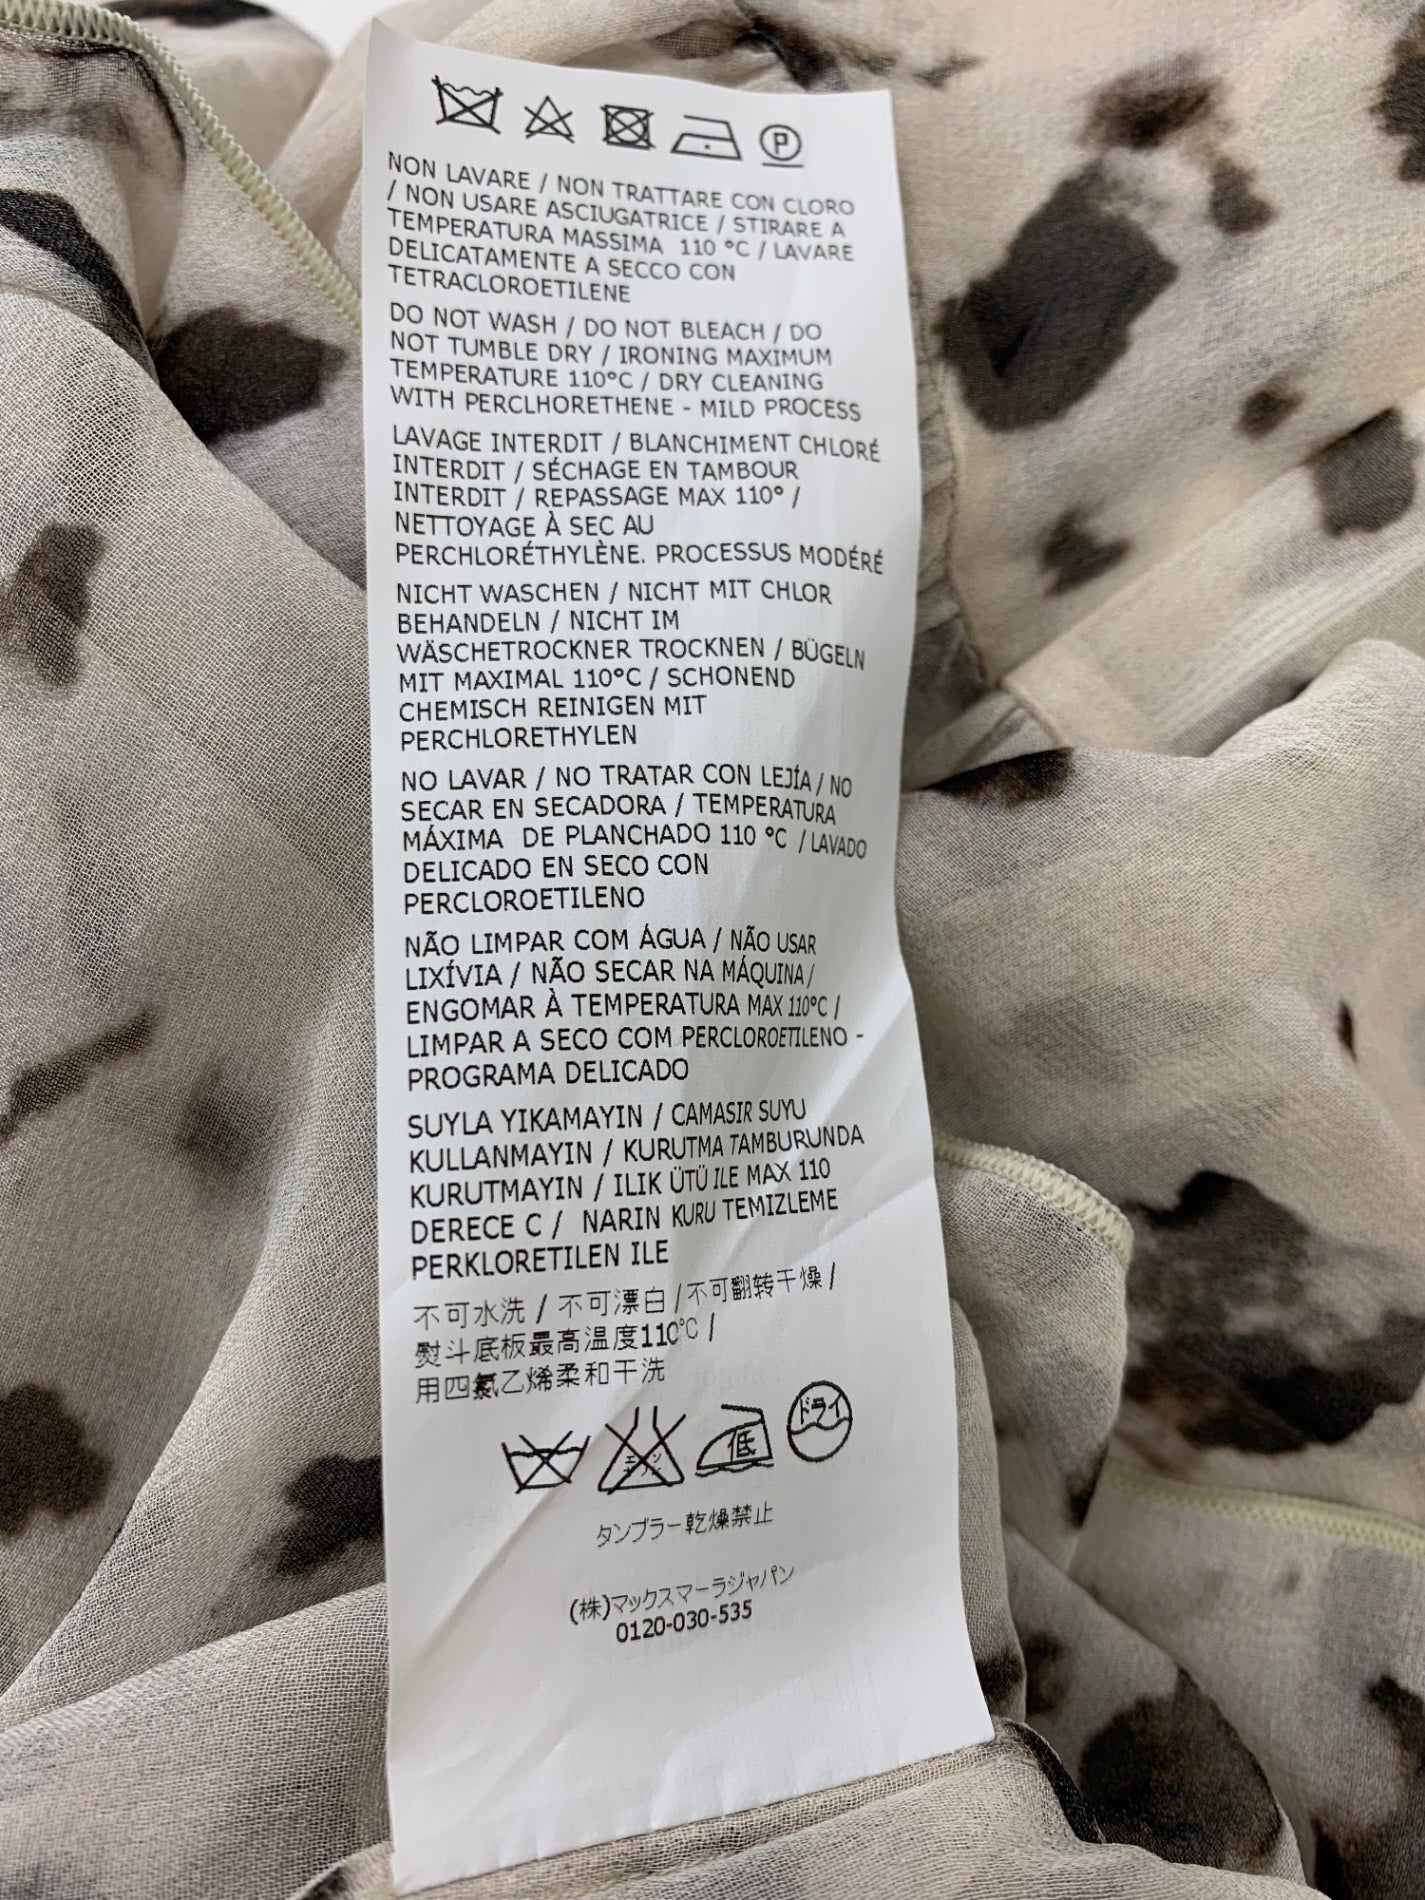 P
NON LAVARE / NON TRATTARE CON CLORO
/ NON USARE ASCIUGATRICE / STIRARE A
TEMPERATURA MASSIMA 110 °C / LAVARE
DELICATAMENTE A SECCO CON
TETRACLOROETILENE
DO NOT WASH / DO NOT BLEACH / DO
NOT TUMBLE DRY / IRONING MAXIMUM
TEMPERATURE 110°C / DRY CLEANING
WITH PERCLHORETHENE - MILD PROCESS
LAVAGE INTERDIT / BLANCHIMENT CHLORÉ
INTERDIT / SÉCHAGE EN TAMBOUR
INTERDIT / REPASSAGE MAX 110° /
NETTOYAGE À SEC AU
PERCHLORÉTHYLÈNE. PROCESSUS MODÉRÉ
NICHT WASCHEN / NICHT MIT CHLOR
BEHANDELN / NICHT IM
WÄSCHETROCKNER TROCKNEN / BÜGELN
MIT MAXIMAL 110°C / SCHONEND
CHEMISCH REINIGEN MIT
PERCHLORETHYLEN
NO LAVAR / NO TRATAR CON LEJÍA / NO
SECAR EN SECADORA / TEMPERATURA
MÁXIMA DE PLANCHADO 110 °C / LAVADO
DELICADO EN SECO CON
PERCLOROETILENO
NÃO LIMPAR COM ÁGUA / NÃO USAR
LIXÍVIA / NÃO SECAR NA MÁQUINA /
ENGOMAR À TEMPERATURA MAX 110°C /
LIMPAR A SECO COM PERCLOROETILENO -
PROGRAMA DELICADO
SUYLA YIKAMAYIN / CAMASIR SUYU
KULLANMAYIN / KURUTMA TAMBURUNDA
KURUTMAYIN / ILIK ÜTÜ ILE MAX 110
DERECE C / NARIN KURU TEMIZLEME
PERKLORETILEN ILE
不可水洗 / 不可漂白 / 不可翻转干燥 /
熨斗底板最高温度110℃ /
用四氯乙烯柔和干洗
エンソ 低 ドライ
タンブラー乾燥禁止
(株)マックスマーラジャパン
0120-030-535